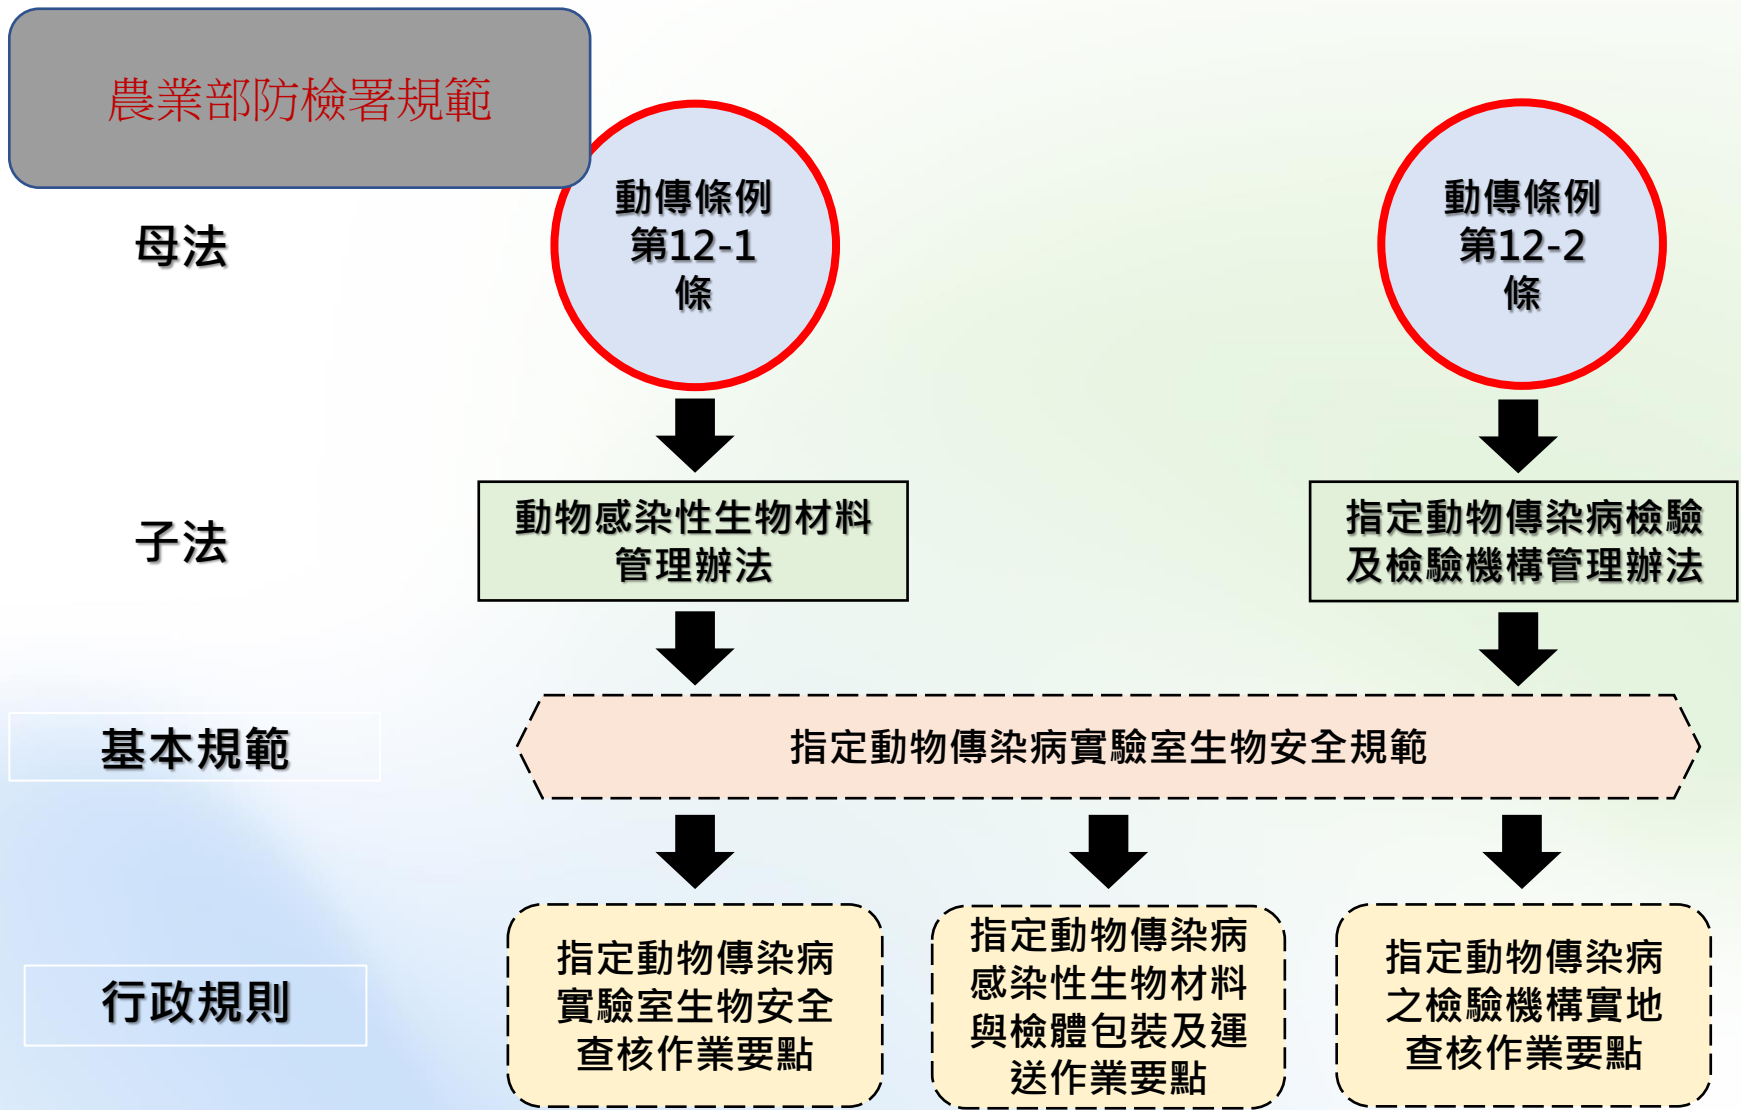 農業部防檢署規範
母法
動傳條例
第12-1
條
動傳條例
第12-2
條
子法
動物感染性生物材料
管理辦法
指定動物傳染病檢驗
及檢驗機構管理辦法
基本規範
指定動物傳染病實驗室生物安全規範
行政規則
指定動物傳染病
實驗室生物安全
查核作業要點
指定動物傳染病
感染性生物材料
與檢體包裝及運
送作業要點
指定動物傳染病
之檢驗機構實地
查核作業要點